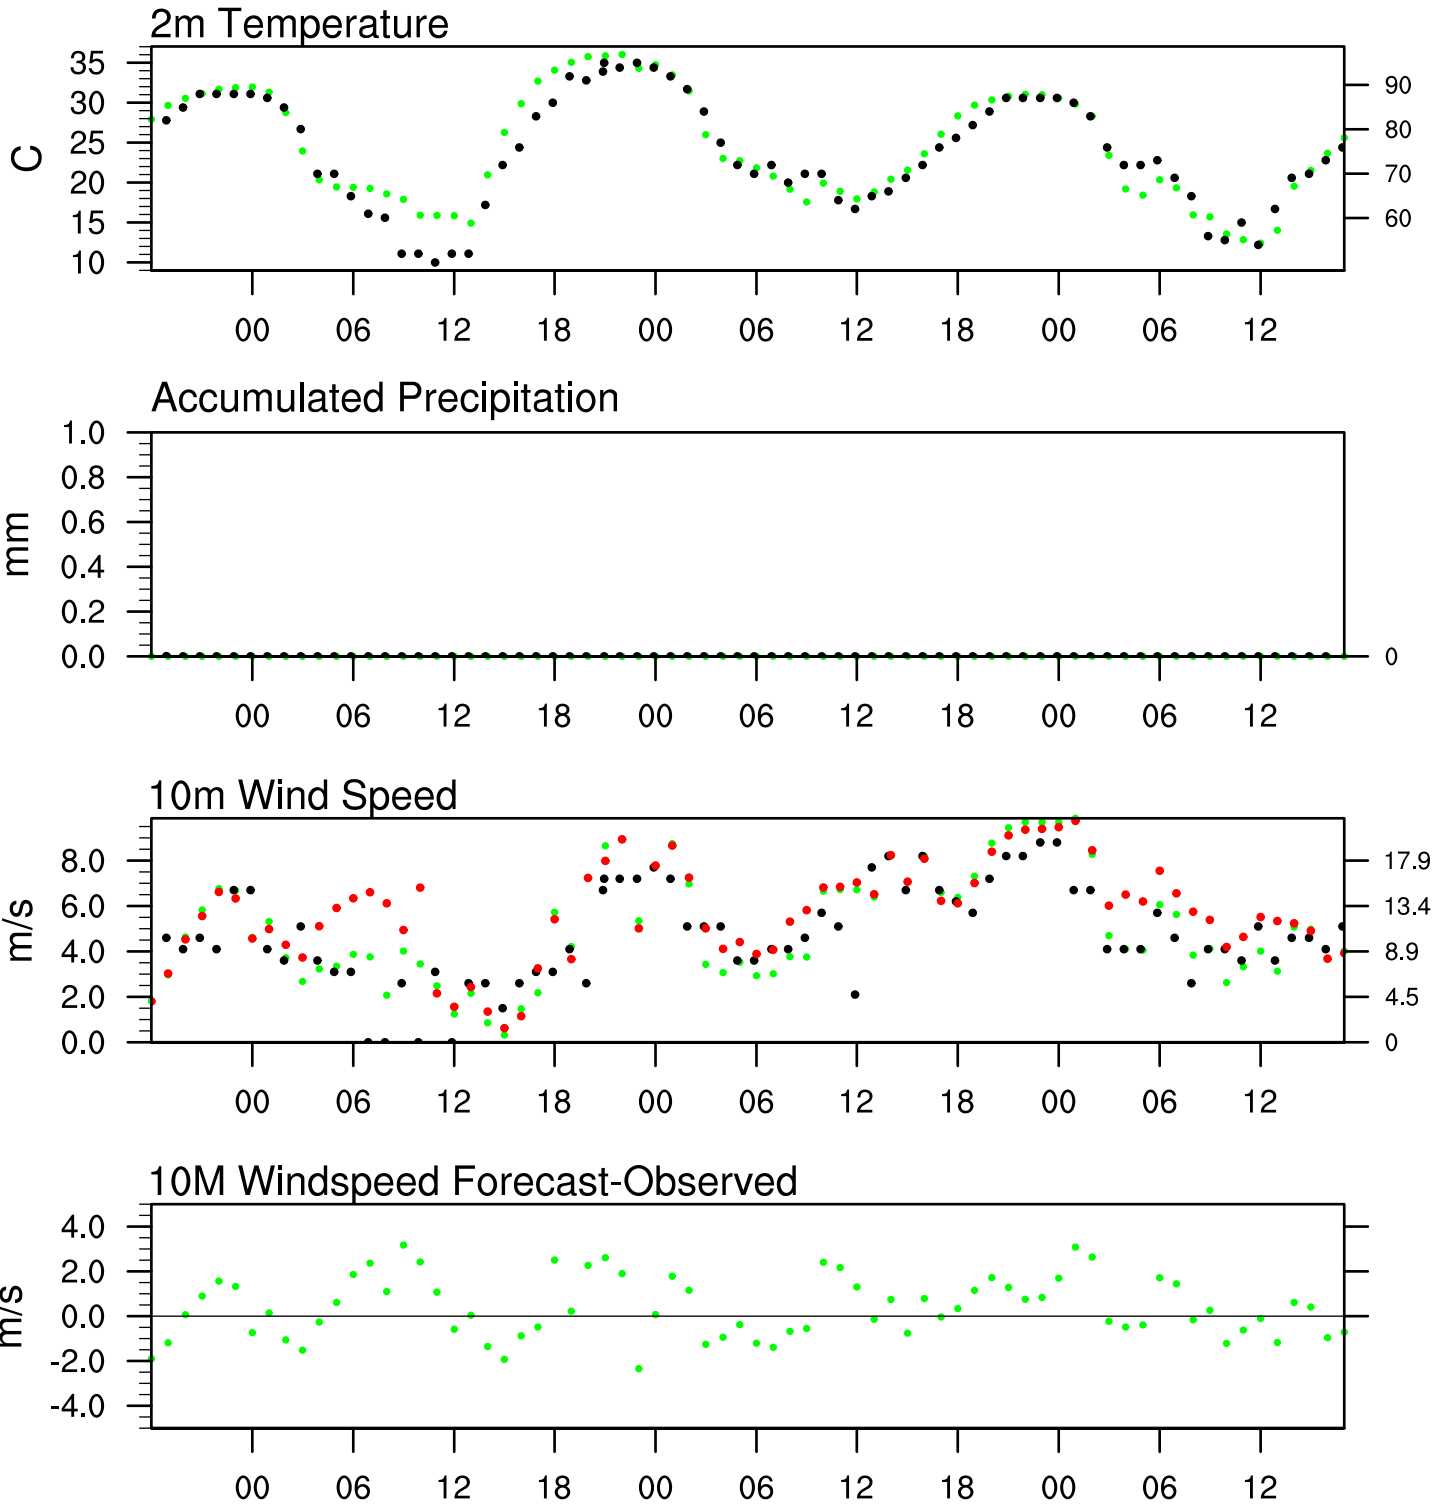 2m Temperature
35
30
25
20
15
10
C
90
80
70
60
00 06 12 18 00 06 12 18 00 06 12
Accumulated Precipitation
1.0
0.8
0.6
0.4
0.2
0.0
mm
0
00 06 12 18 00 06 12 18 00 06 12
10m Wind Speed
8.0
6.0
4.0
2.0
0.0
m/s
17.9
13.4
8.9
4.5
0
00 06 12 18 00 06 12 18 00 06 12
10M Windspeed Forecast-Observed
4.0
2.0
0.0
-2.0
-4.0
m/s
00 06 12 18 00 06 12 18 00 06 12